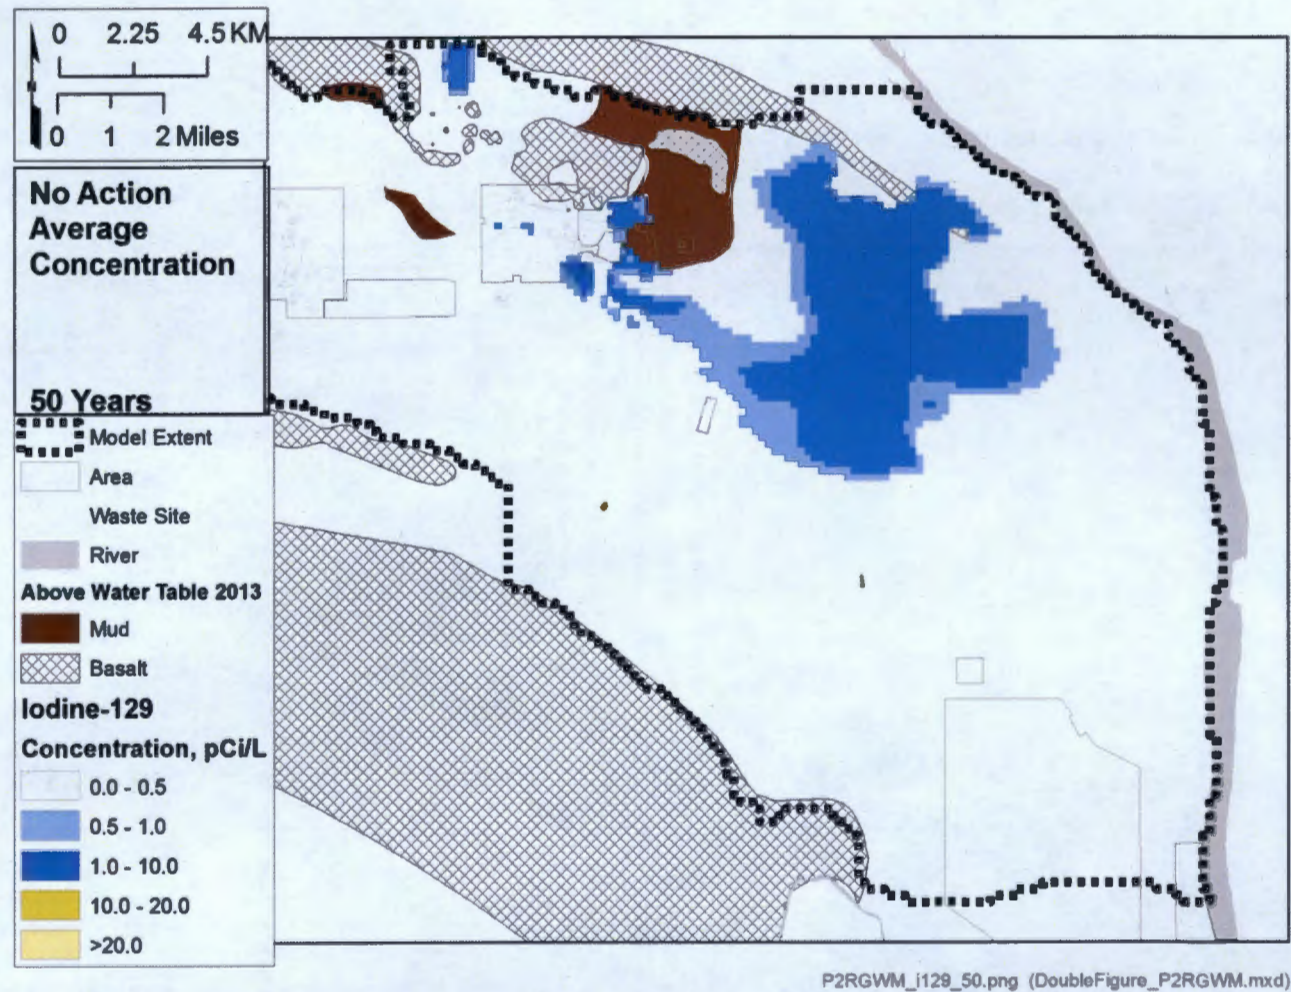 0 2.25 4.5 KM
0 1 2 Miles
No Action
Average
Concentration
50 Years
Model Extent
Area
Waste Site
River
Above Water Table 2013
Mud
Basalt
Iodine-129
Concentration, pCi/L
0.0 - 0.5
0.5 - 1.0
1.0 - 10.0
10.0 - 20.0
>20.0
P2RGWM_i129_50.png (DoubleFigure_P2RGWM.mxd)